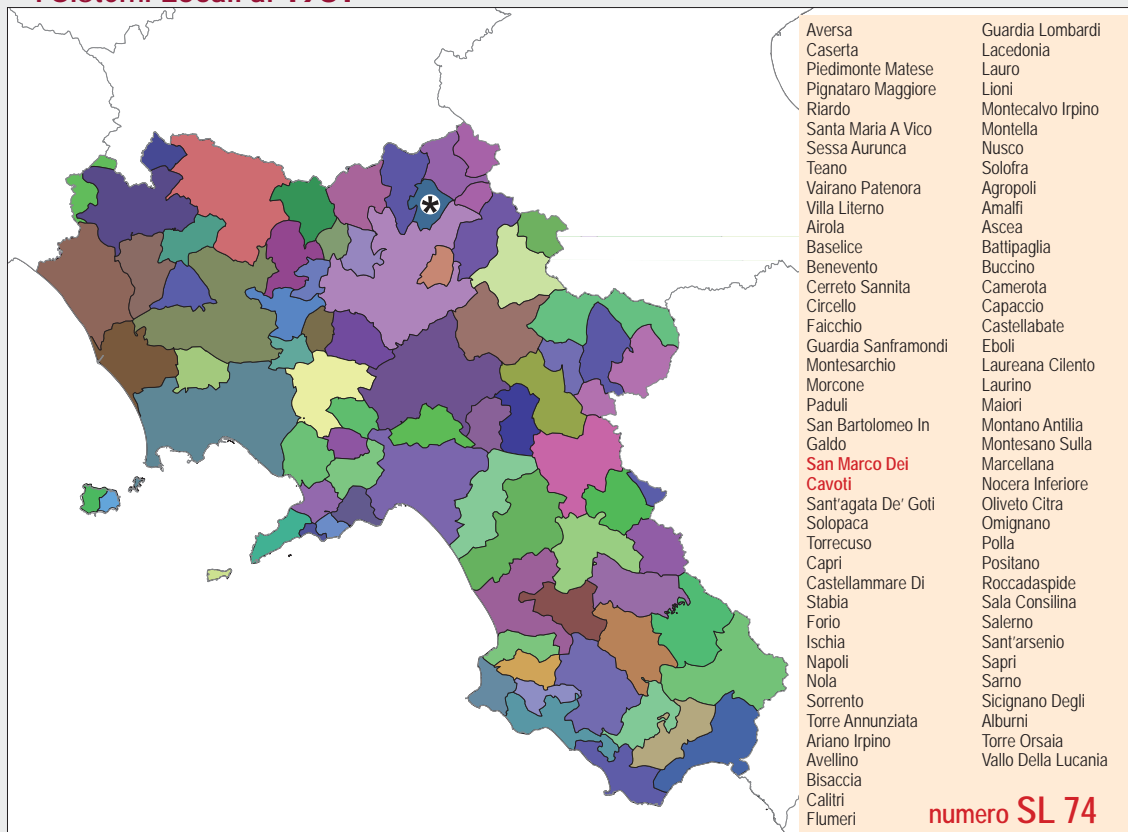 i Sistemi Locali al 1981
Aversa
Caserta
Piedimonte Matese
Pignataro Maggiore
Riardo
Santa Maria A Vico
Sessa Aurunca
Teano
Vairano Patenora
Villa Literno
Airola
Baselice
Benevento
Cerreto Sannita
Circello
Faicchio
Guardia Sanframondi
Montesarchio
Morcone
Paduli
San Bartolomeo In
Galdo
San Marco Dei
Cavoti
Sant'agata De' Goti
Solopaca
Torrecuso
Capri
Castellammare Di
Stabia
Forio
Ischia
Napoli
Nola
Sorrento
Torre Annunziata
Ariano Irpino
Avellino
Bisaccia
Calitri
Flumeri
Guardia Lombardi
Lacedonia
Lauro
Lioni
Montecalvo Irpino
Montella
Nusco
Solofra
Agropoli
Amalfi
Ascea
Battipaglia
Buccino
Camerota
Capaccio
Castellabate
Eboli
Laureana Cilento
Laurino
Maiori
Montano Antilia
Montesano Sulla
Marcellana
Nocera Inferiore
Oliveto Citra
Omignano
Polla
Positano
Roccadaspide
Sala Consilina
Salerno
Sant'arsenio
Sapri
Sarno
Sicignano Degli
Alburni
Torre Orsaia
Vallo Della Lucania
numero SL 74